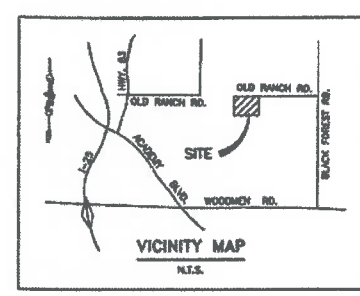 HWY. 83
OLD RANCH RD.
OLD RANCH RD.
SITE
ACADEMY BLVD.
I-25
BLACK FOREST RD.
WOODMEN RD.
VICINITY MAP
N.T.S.